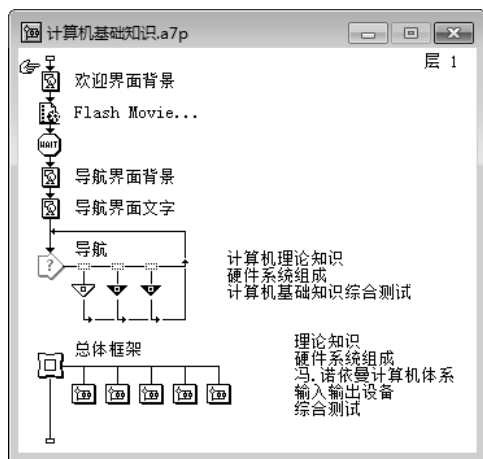 计算机基础知识.a7p
层 1
欢迎界面背景
Flash Movie...
WAIT
导航界面背景
导航界面文字
导航
计算机理论知识
硬件系统组成
计算机基础知识综合测试
总体框架
理论知识
硬件系统组成
冯.诺依曼计算机体系
输入输出设备
综合测试